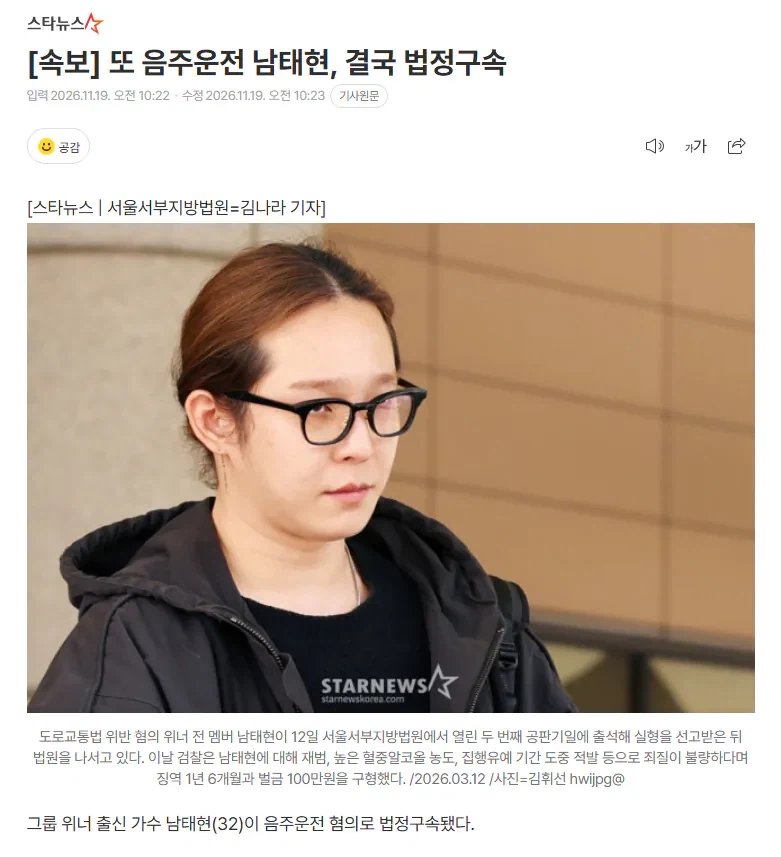 스타뉴스
[속보] 또 음주운전 남태현, 결국 법정구속
입력 2026.11.19. 오전 10:22 · 수정 2026.11.19. 오전 10:23 기사원문
공감
가가
[스타뉴스 | 서울서부지방법원=김나라 기자]
STARNEWS
starnewskorea.com
도로교통법 위반 혐의 위너 전 멤버 남태현이 12일 서울서부지방법원에서 열린 두 번째 공판기일에 출석해 실형을 선고받은 뒤
법원을 나서고 있다. 이날 검찰은 남태현에 대해 재범, 높은 혈중알코올 농도, 집행유예 기간 도중 적발 등으로 죄질이 불량하다며
징역 1년 6개월과 벌금 100만원을 구형했다. /2026.03.12 /사진=김휘선 hwijpg@
그룹 위너 출신 가수 남태현(32)이 음주운전 혐의로 법정구속됐다.